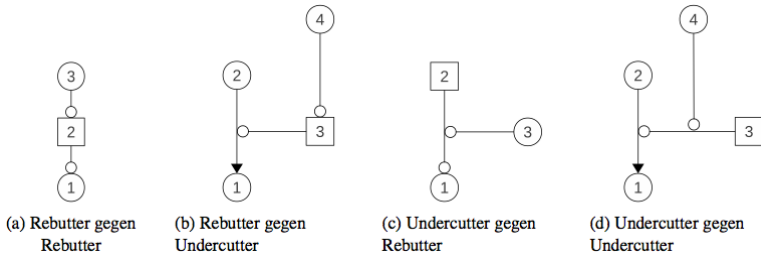 4
4
3
2
2
2
2
3
3
3
1
1
1
1
(a) Rebutter gegen
Rebutter
(b) Rebutter gegen
Undercutter
(c) Undercutter gegen
Rebutter
(d) Undercutter gegen
Undercutter